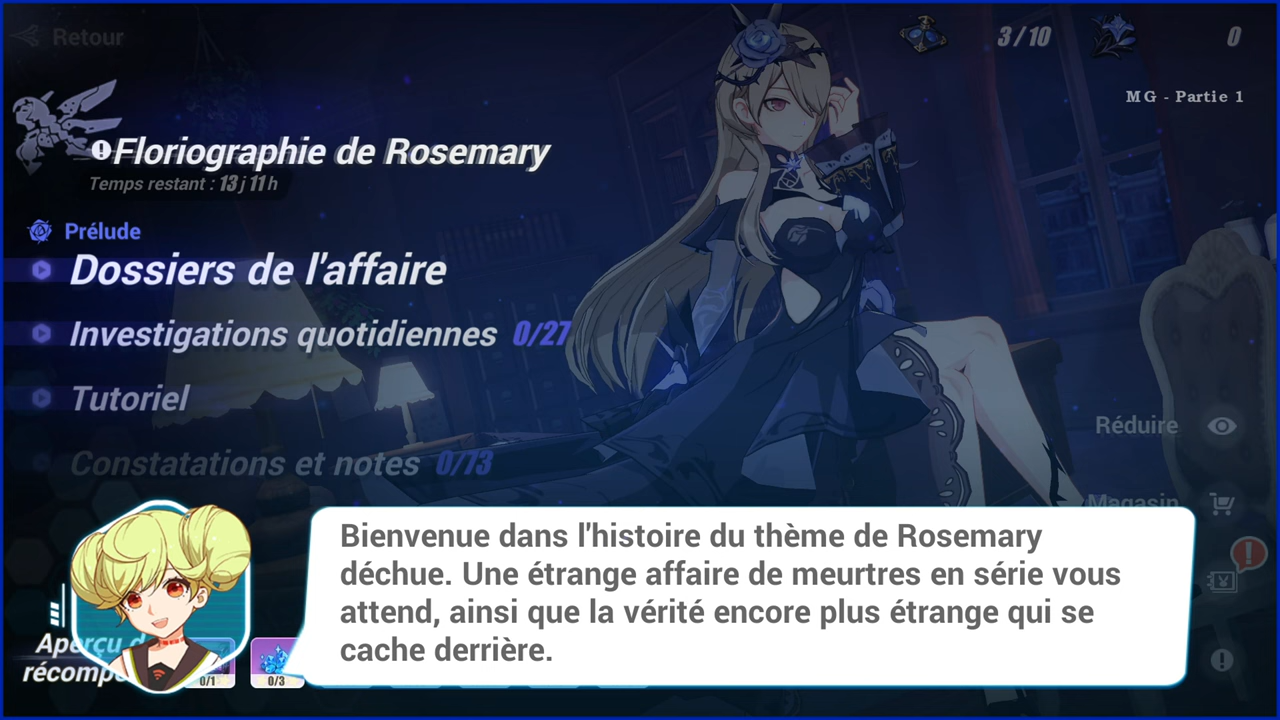 Retour
3/10
0
MG - Partie 1
Floriographie de Rosemary
Temps restant : 13 j 11 h
Prélude
Dossiers de l'affaire
Investigations quotidiennes 0/27
Tutoriel
Constatations et notes 0/73
Réduire
Magasin
Bienvenue dans l'histoire du thème de Rosemary
déchue. Une étrange affaire de meurtres en série vous
attend, ainsi que la vérité encore plus étrange qui se
cache derrière.
Aperçu d
récomp
0/1
0/3